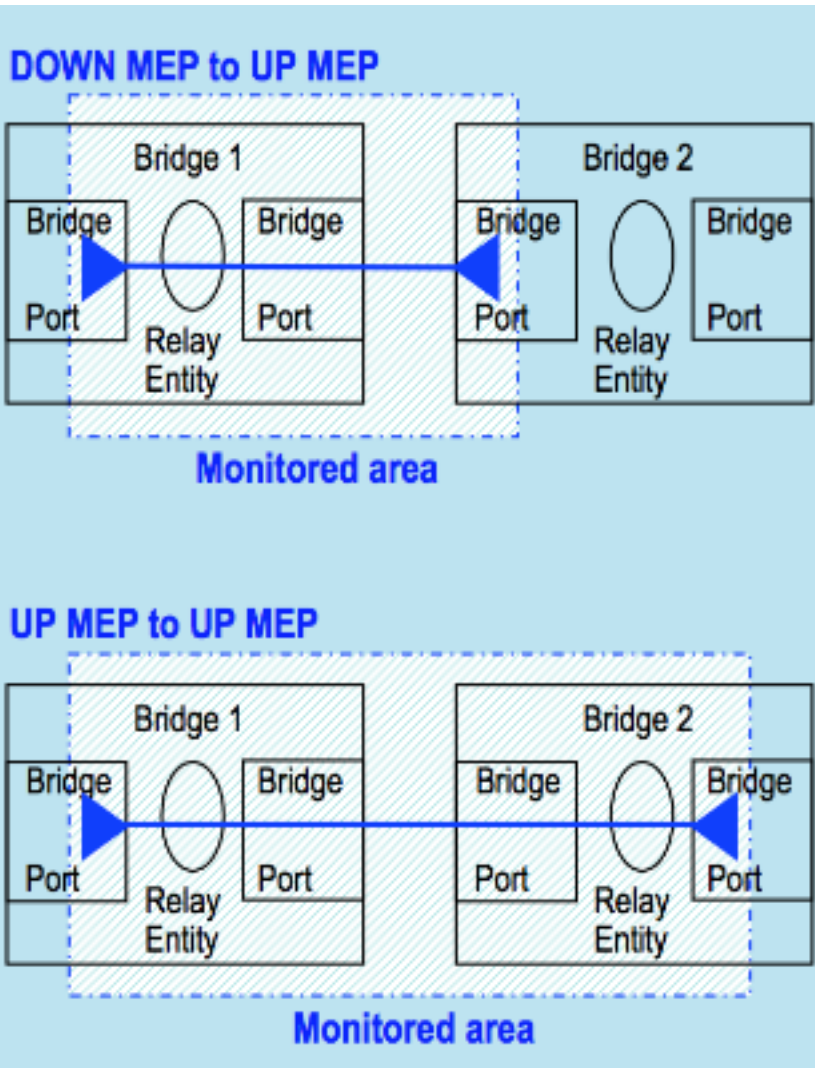 DOWN MEP to UP MEP
Bridge 1
Bridge 2
Bridge
Bridge
Bridge
Bridge
Port
Port
Port
Port
Relay
Entity
Relay
Entity
Monitored area
UP MEP to UP MEP
Bridge 1
Bridge 2
Bridge
Bridge
Bridge
Bridge
Port
Port
Port
Port
Relay
Entity
Relay
Entity
Monitored area